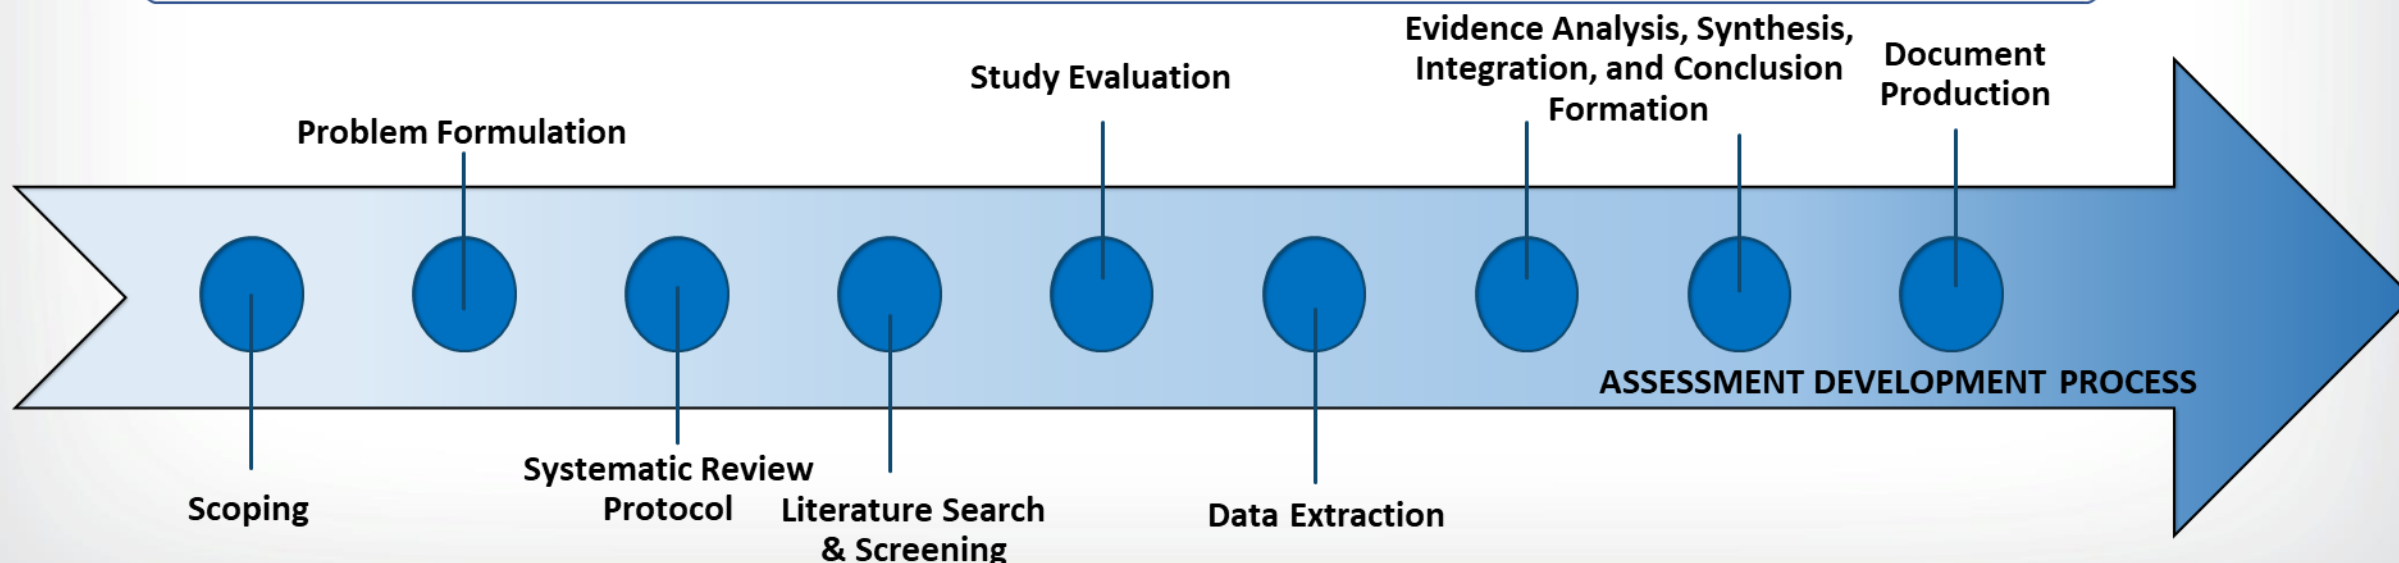 Scoping
Problem Formulation
Systematic Review
Protocol
Literature Search
& Screening
Study Evaluation
Data Extraction
Evidence Analysis, Synthesis,
Integration, and Conclusion
Formation
Document
Production
ASSESSMENT DEVELOPMENT PROCESS